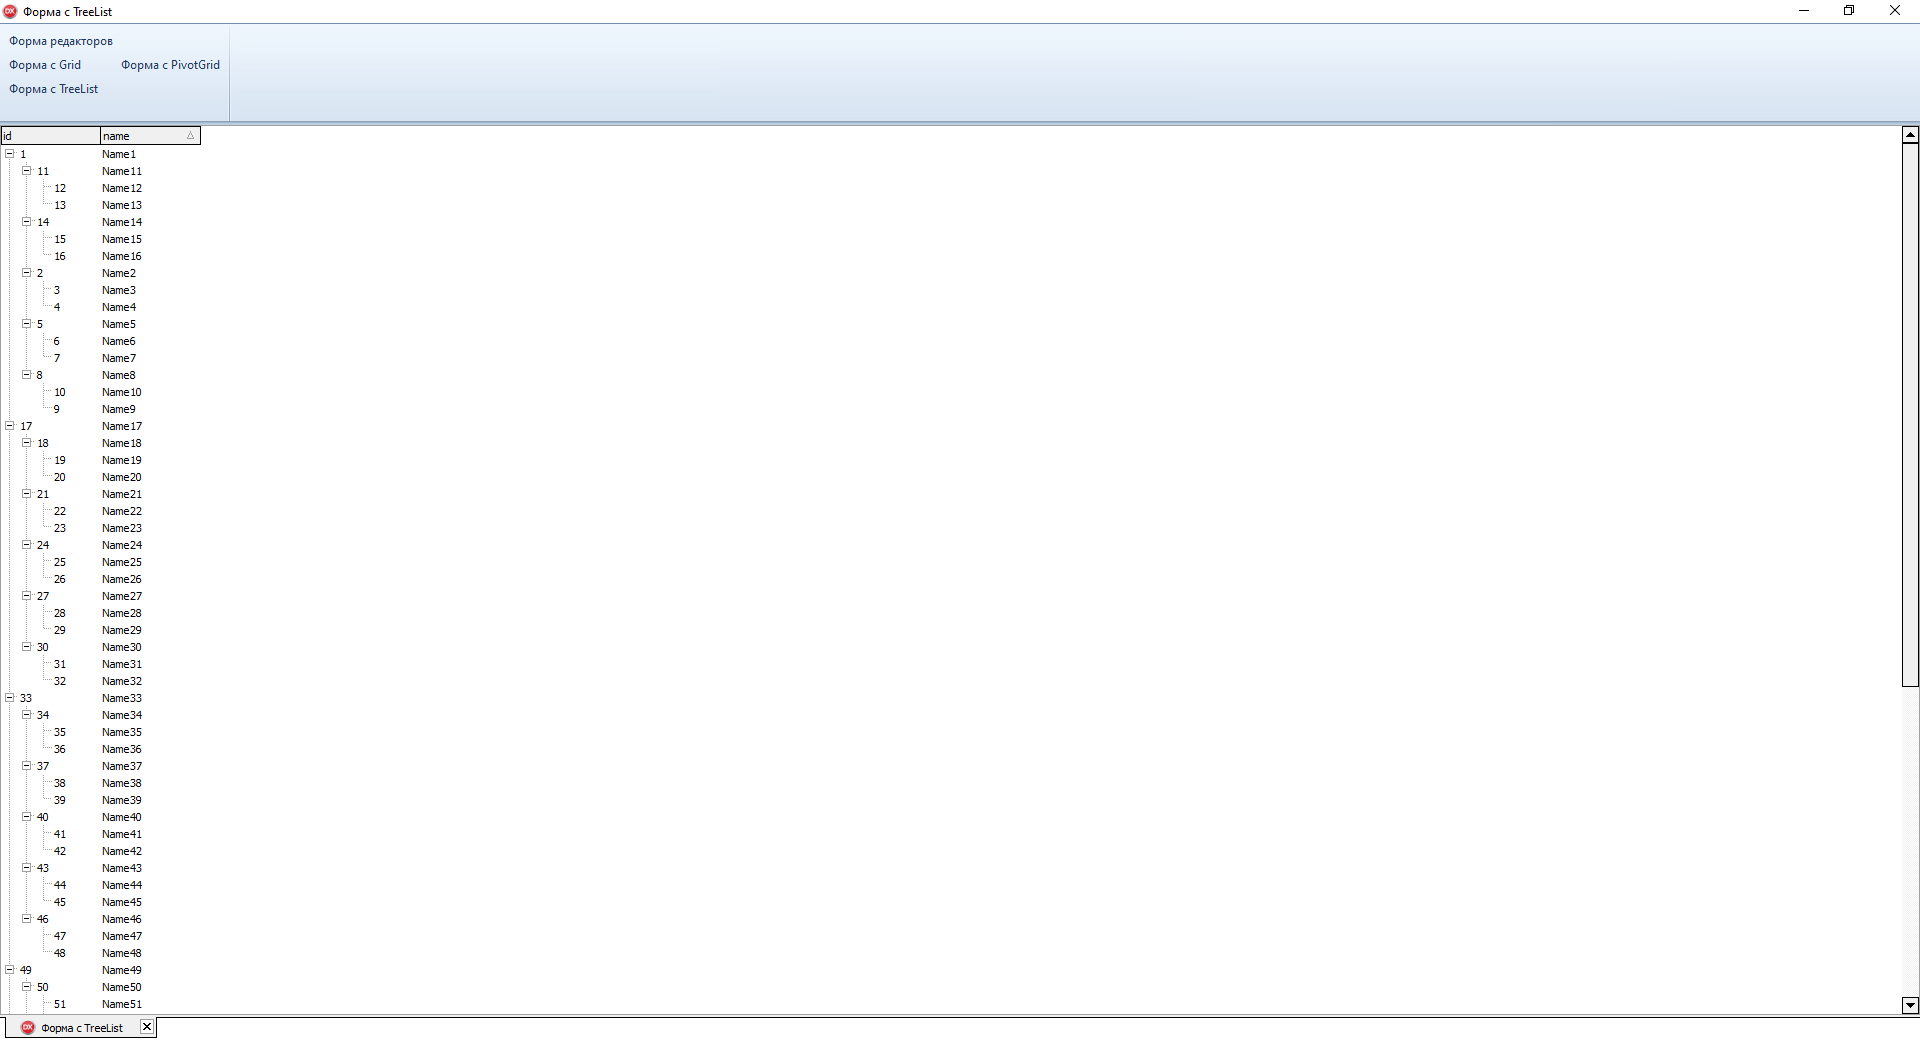 DX Форма с TreeList
Форма редакторов
Форма с Grid Форма с PivotGrid
Форма с TreeList
id name
1 Name1
11 Name11
12 Name12
13 Name13
14 Name14
15 Name15
16 Name16
2 Name2
3 Name3
4 Name4
5 Name5
6 Name6
7 Name7
8 Name8
10 Name10
9 Name9
17 Name17
18 Name18
19 Name19
20 Name20
21 Name21
22 Name22
23 Name23
24 Name24
25 Name25
26 Name26
27 Name27
28 Name28
29 Name29
30 Name30
31 Name31
32 Name32
33 Name33
34 Name34
35 Name35
36 Name36
37 Name37
38 Name38
39 Name39
40 Name40
41 Name41
42 Name42
43 Name43
44 Name44
45 Name45
46 Name46
47 Name47
48 Name48
49 Name49
50 Name50
51 Name51
DX Форма с TreeList